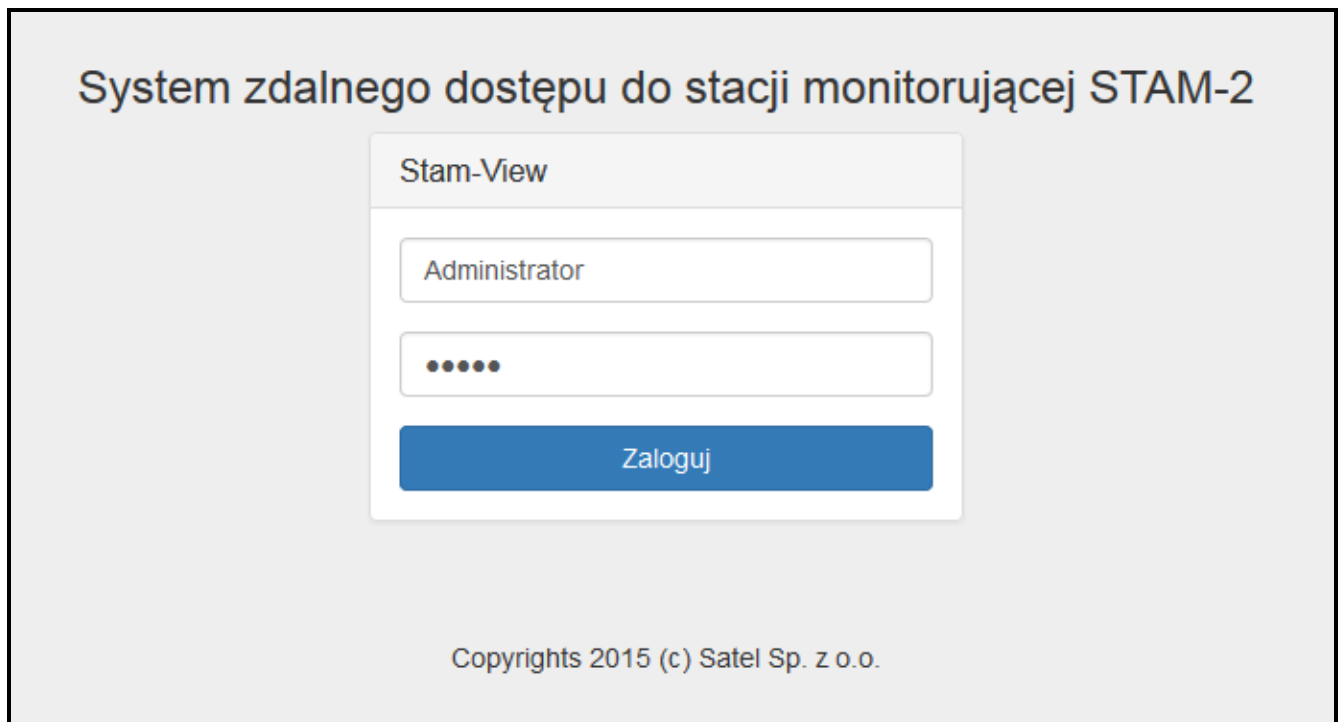 System zdalnego dostępu do stacji monitorującej STAM-2
Stam-View
Administrator
●●●●●
Zaloguj
Copyrights 2015 (c) Satel Sp. z o.o.